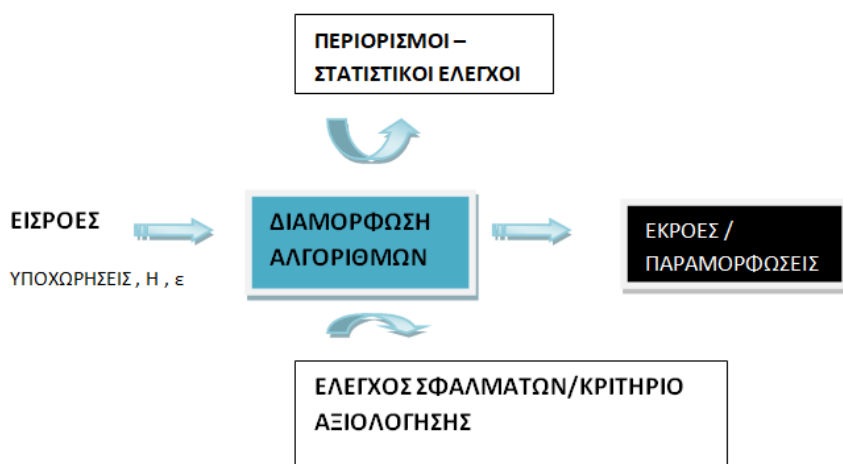 ΠΕΡΙΟΡΙΣΜΟΙ –
ΣΤΑΤΙΣΤΙΚΟΙ ΕΛΕΓΧΟΙ
ΕΙΣΡΟΕΣ
ΥΠΟΧΩΡΗΣΕΙΣ , Η , ε
ΔΙΑΜΟΡΦΩΣΗ
ΑΛΓΟΡΙΘΜΩΝ
ΕΚΡΟΕΣ /
ΠΑΡΑΜΟΡΦΩΣΕΙΣ
ΕΛΕΓΧΟΣ ΣΦΑΛΜΑΤΩΝ/ΚΡΙΤΗΡΙΟ
ΑΞΙΟΛΟΓΗΣΗΣ